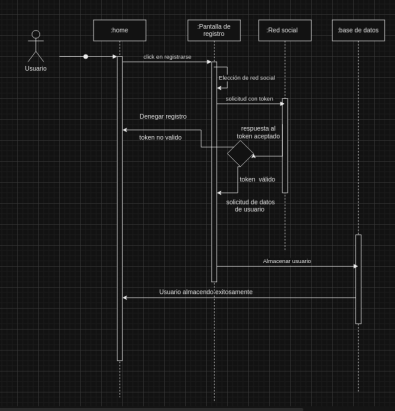 :home
:Pantalla de
registro
:Red social
:base de datos
Usuario
click en registrarse
Elección de red social
solicitud con token
Denegar registro
token no valido
respuesta al
token aceptado
token válido
solicitud de datos
de usuario
Almacenar usuario
Usuario almacendo exitosamente